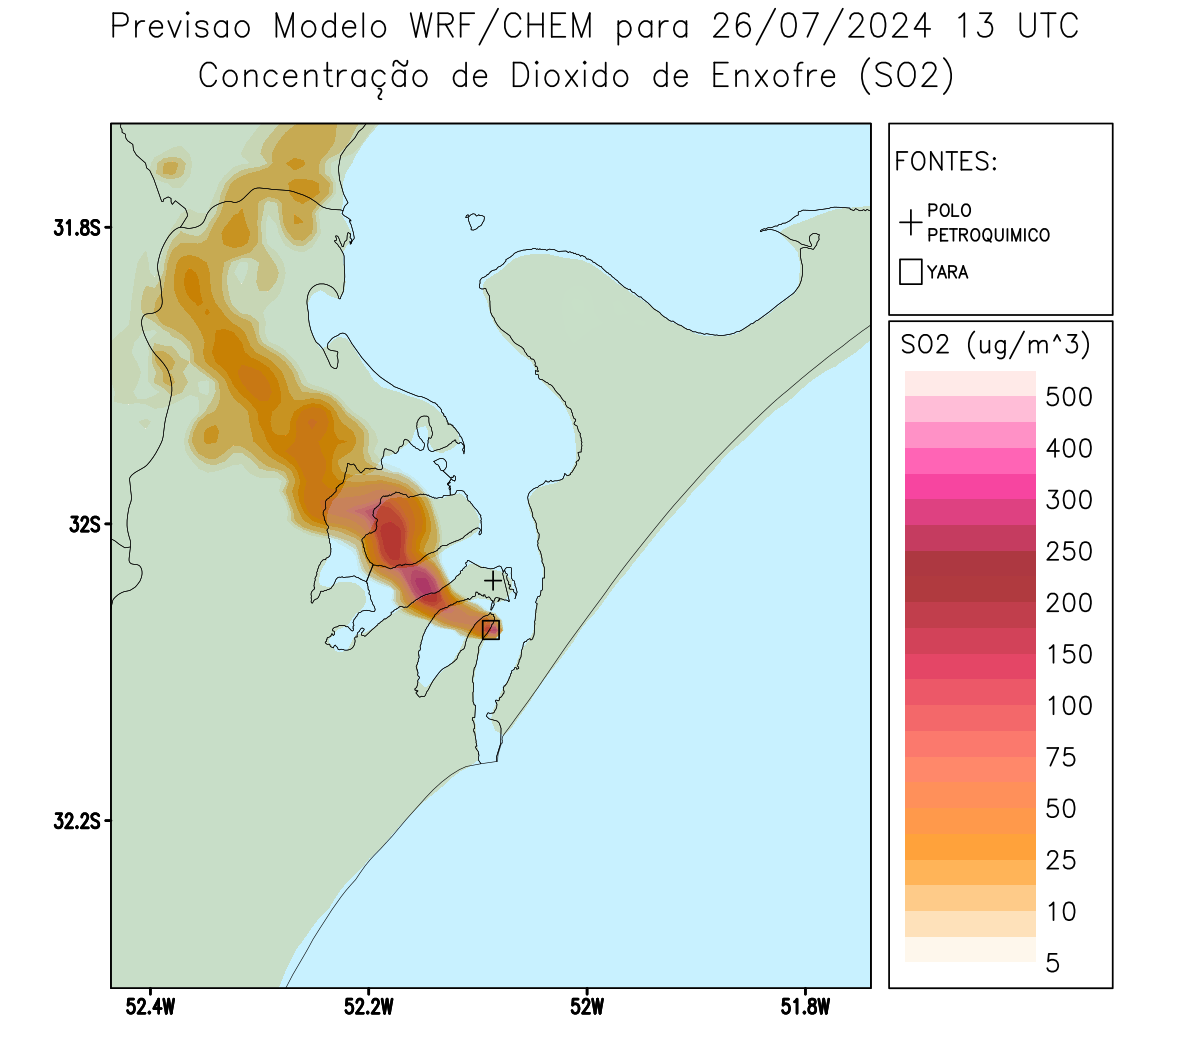 Previsao Modelo WRF/CHEM para 26/07/2024 13 UTC
Concentração de Dioxido de Enxofre (SO2)
FONTES:
POLO
PETROQUIMICO
YARA
SO2 (ug/m^3)
500
400
300
250
200
150
100
75
50
25
10
5
31.8S
32S
32.2S
52.4W
52.2W
52W
51.8W